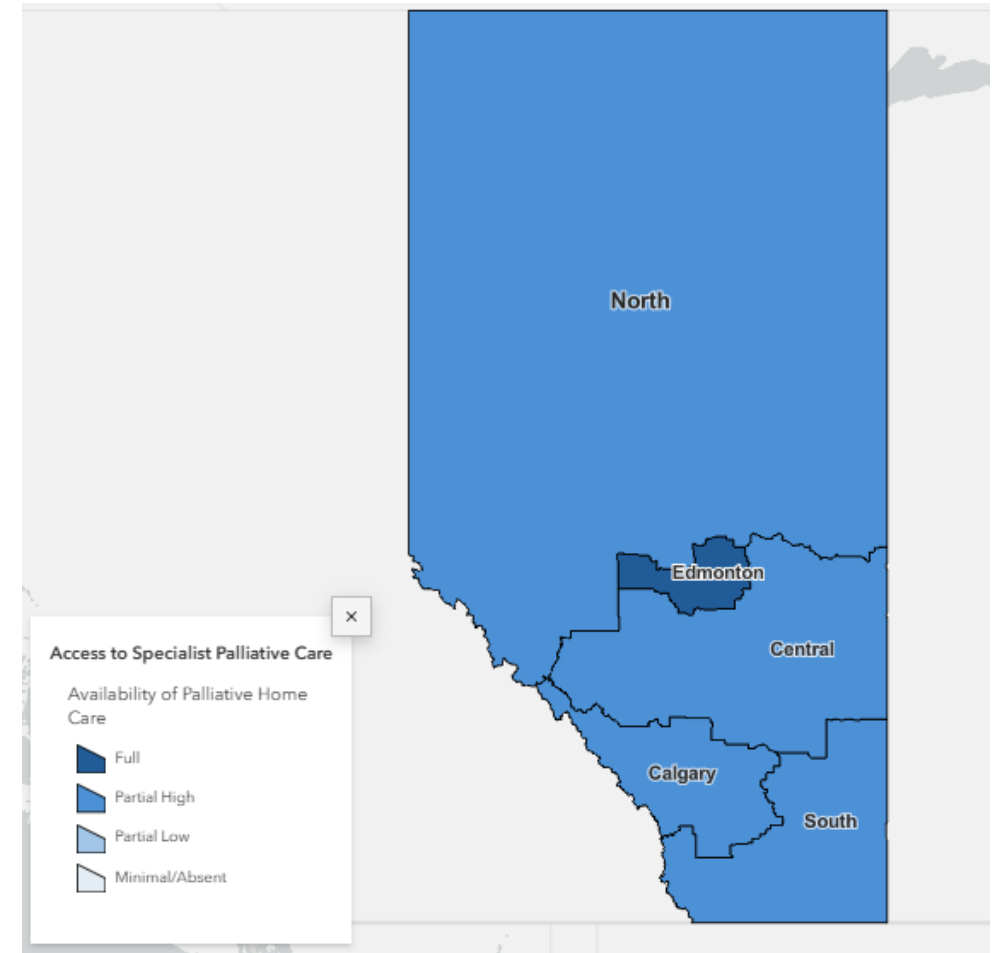 North
Edmonton
Central
Calgary
South
×
Access to Specialist Palliative Care
Availability of Palliative Home
Care
Full
Partial High
Partial Low
Minimal/Absent